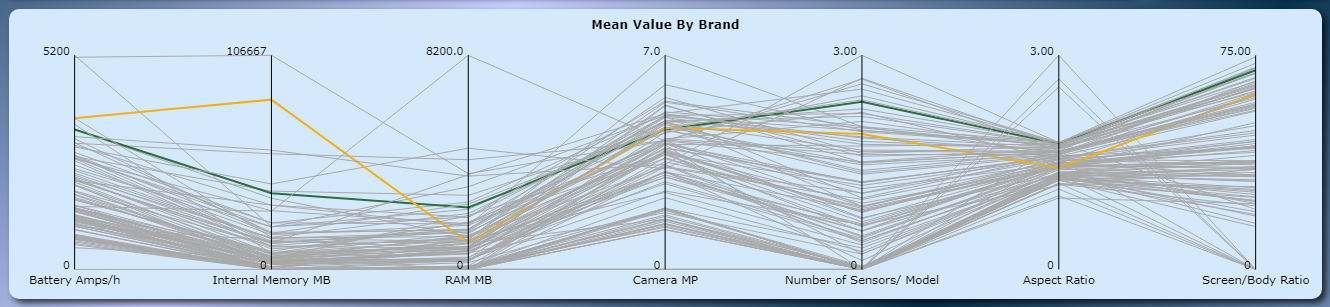 Mean Value By Brand
5200
106667
8200.0
7.0
3.00
3.00
75.00
0
0
0
0
0
0
0
Battery Amps/h
Internal Memory MB
RAM MB
Camera MP
Number of Sensors/ Model
Aspect Ratio
Screen/Body Ratio